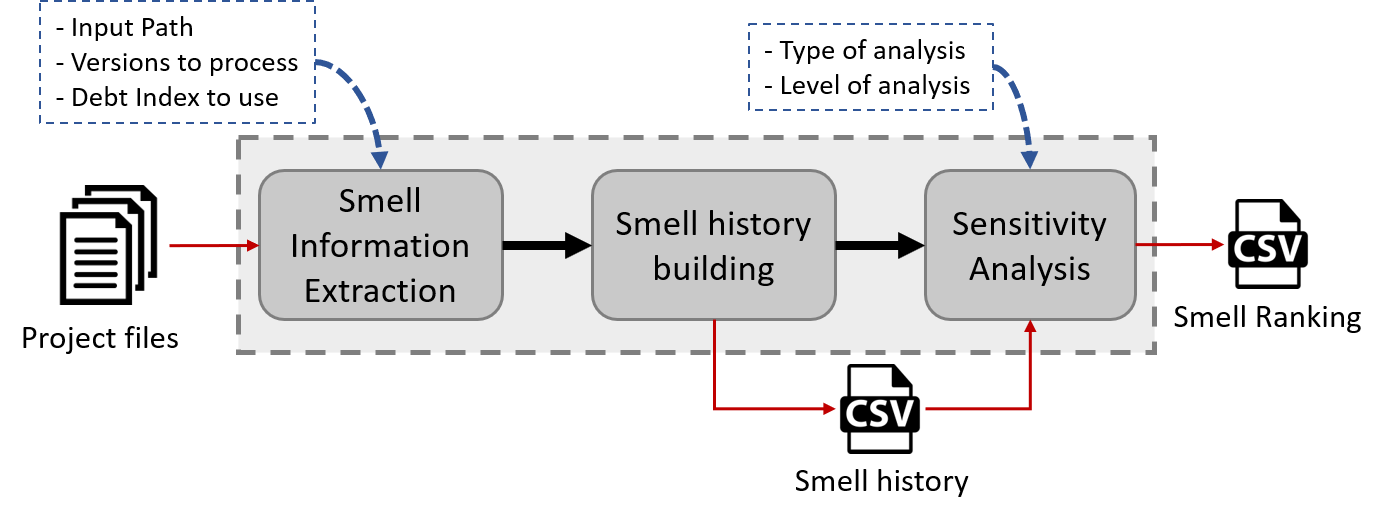 - Input Path
- Versions to process
- Debt Index to use
- Type of analysis
- Level of analysis
Smell
Information
Extraction
Smell history
building
Sensitivity
Analysis
Project files
CSV
Smell Ranking
CSV
Smell history